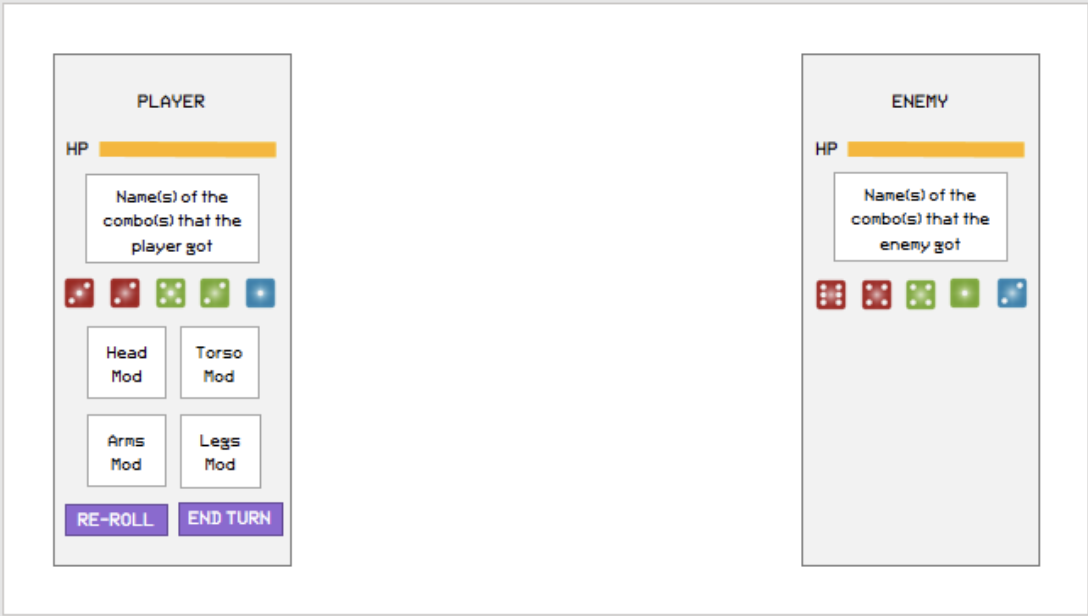 PLAYER
HP
Name(s) of the
combo(s) that the
player got
Head
Mod
Torso
Mod
Arms
Mod
Legs
Mod
RE-ROLL
END TURN
ENEMY
HP
Name(s) of the
combo(s) that the
enemy got